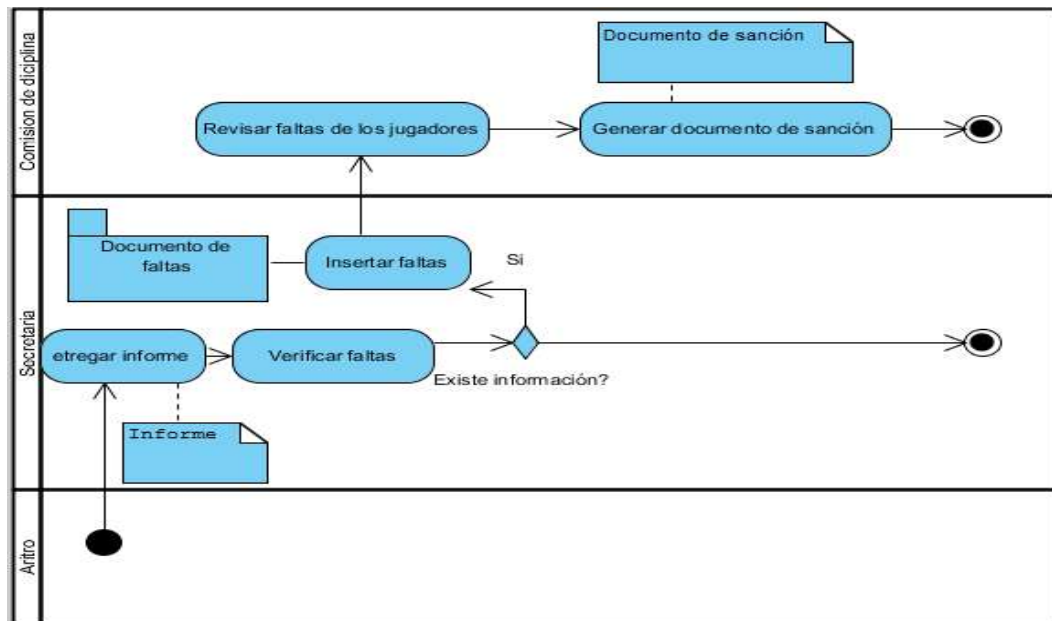 Comision de diciplina
Documento de sanción
Revisar faltas de los jugadores
Generar documento de sanción
Secretaria
Documento de
faltas
Insertar faltas
Si
etregar informe
Verificar faltas
Existe información?
Informe
Aritro